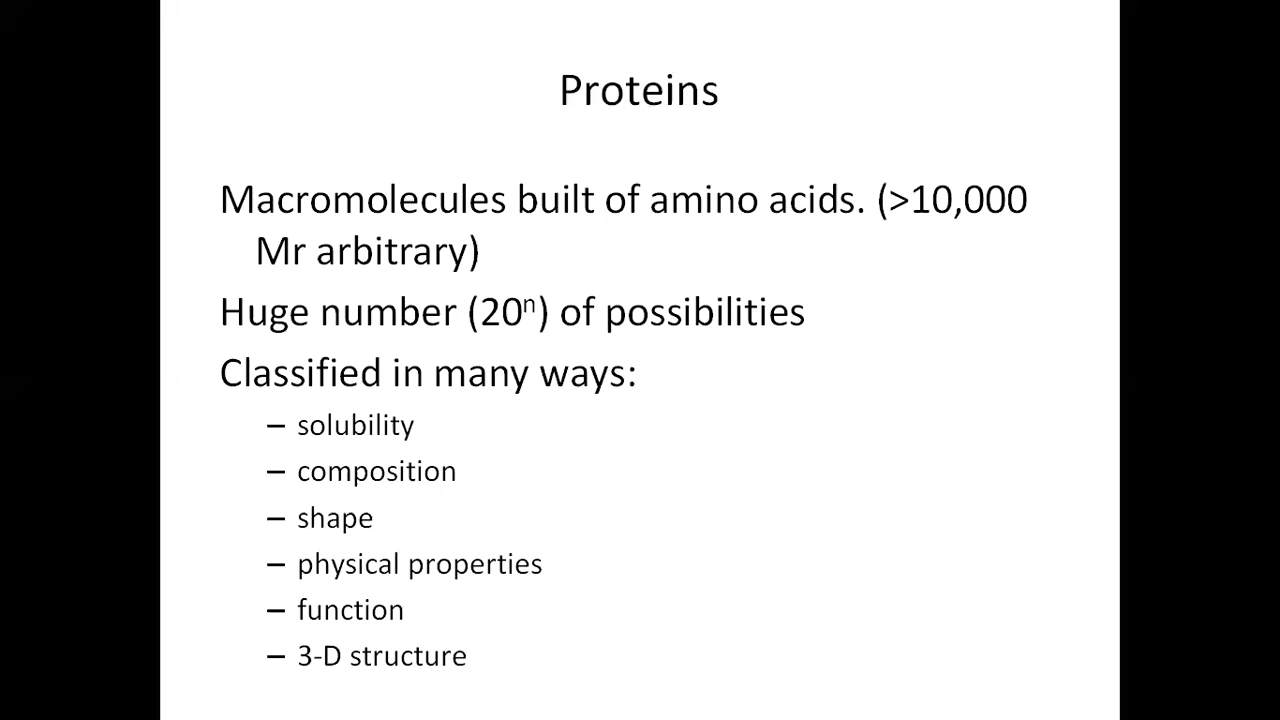 Proteins
Macromolecules built of amino acids. (>10,000
Mr arbitrary)
Huge number (20ⁿ) of possibilities
Classified in many ways:
– solubility
– composition
– shape
– physical properties
– function
– 3-D structure